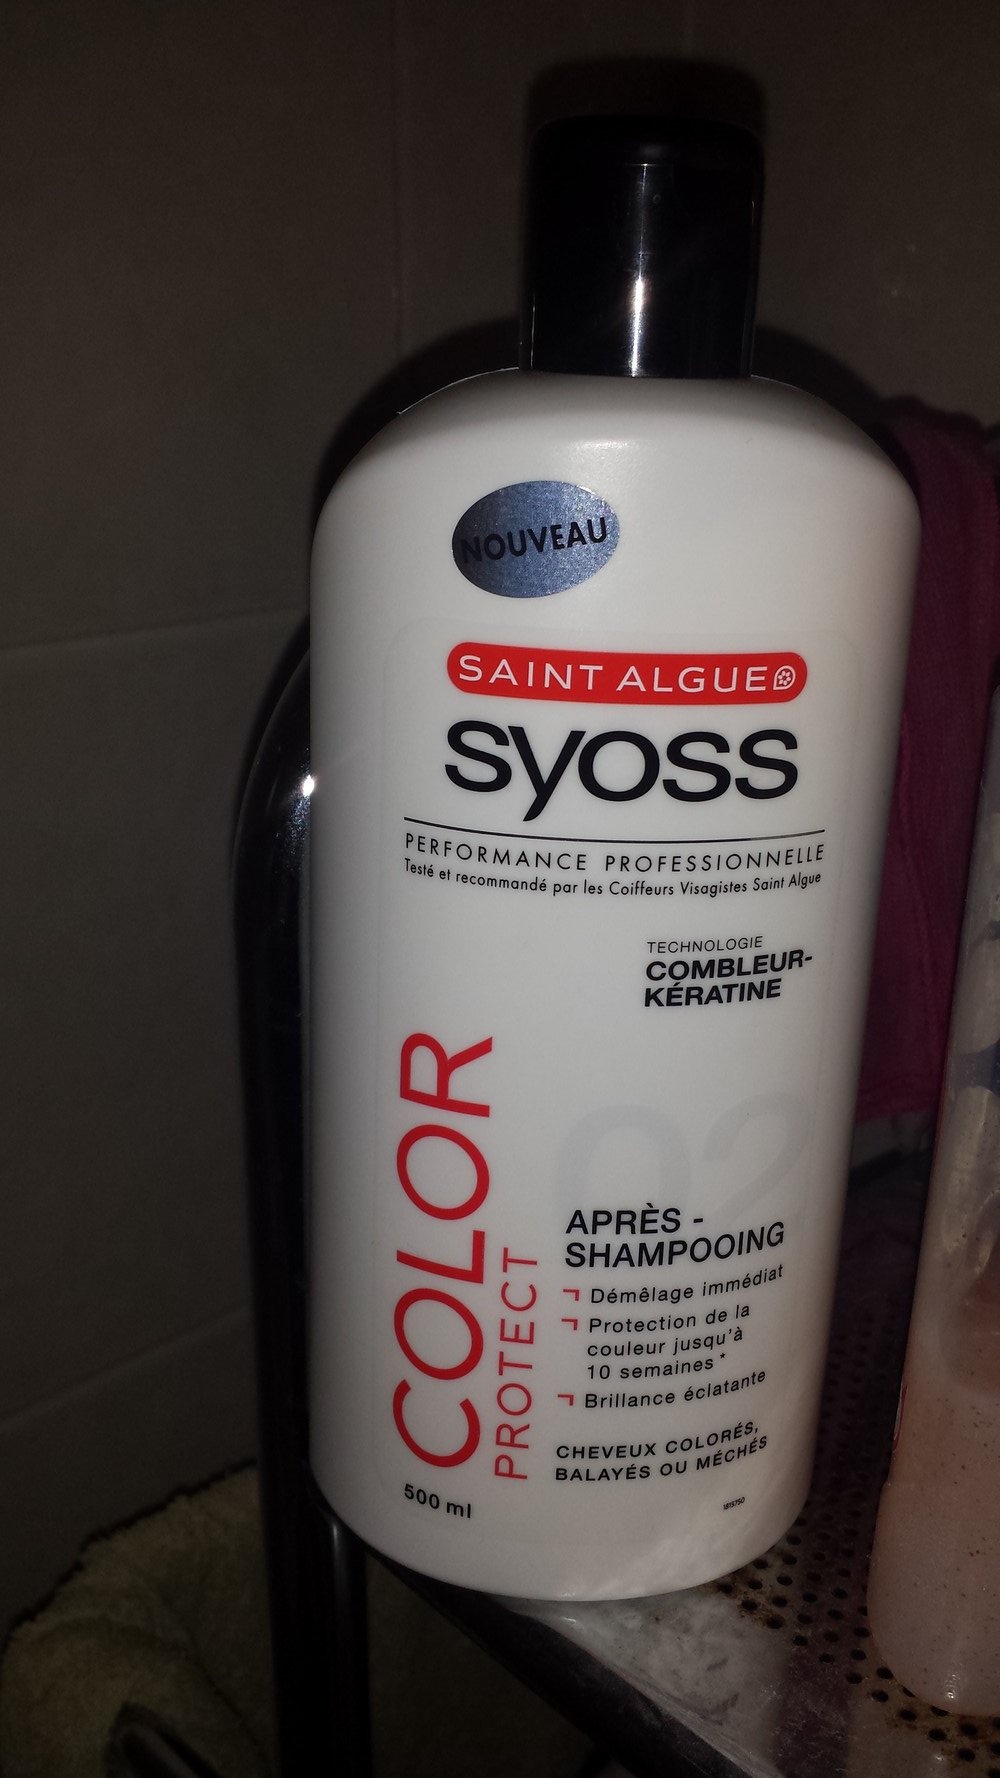 NOUVEAU
SAINT ALGUE
syoss
PERFORMANCE PROFESSIONNELLE
Testé et recommandé par les Coiffeurs Visagistes Saint Algue
TECHNOLOGIE
COMBLEUR-
KÉRATINE
COLOR
PROTECT
02
APRÈS -
SHAMPOOING
Démêlage immédiat
Protection de la
couleur jusqu'à
10 semaines*
Brillance éclatante
CHEVEUX COLORÉS,
BALAYÉS OU MÉCHÉS
500 ml
1815750